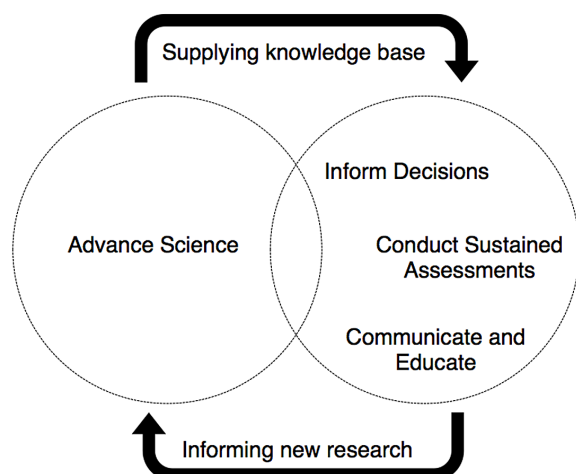 Supplying knowledge base
Inform Decisions
Advance Science
Conduct Sustained
Assessments
Communicate and
Educate
Informing new research